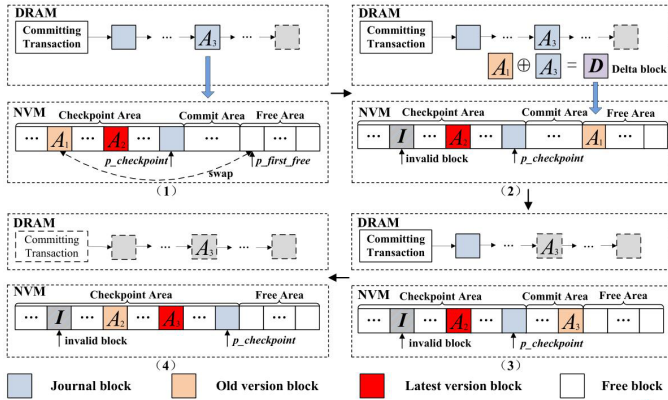 DRAM
Committing Transaction ··· A₃ ···
NVM Checkpoint Area Commit Area Free Area
··· A₁ ··· A₂ ··· ··· ···
p_checkpoint p_first_free
swap
(1)
DRAM
Committing Transaction ··· A₃ ···
A₁ ⊕ A₃ = D Delta block
NVM Checkpoint Area Commit Area Free Area
··· I ··· A₂ ··· ··· A₁ ···
invalid block p_checkpoint
(2)
DRAM
Committing Transaction ··· A₃ ···
NVM Checkpoint Area Free Area
··· I ··· A₂ ··· A₃ ··· ···
invalid block p_checkpoint
(4)
DRAM
Committing Transaction ··· A₃ ···
NVM Checkpoint Area Commit Area Free Area
··· I ··· A₂ ··· ··· A₃ ···
invalid block p_checkpoint
(3)
Journal block Old version block Latest version block Free block